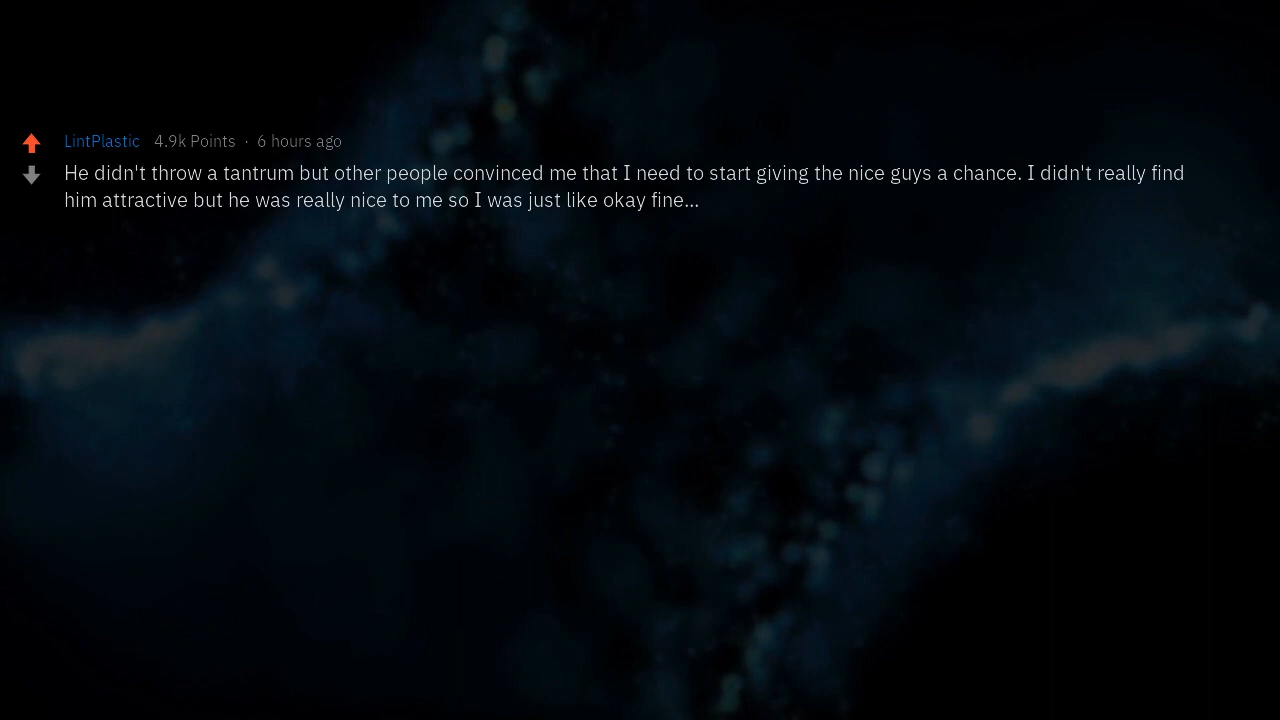 LintPlastic 4.9k Points · 6 hours ago
He didn't throw a tantrum but other people convinced me that I need to start giving the nice guys a chance. I didn't really find
him attractive but he was really nice to me so I was just like okay fine...